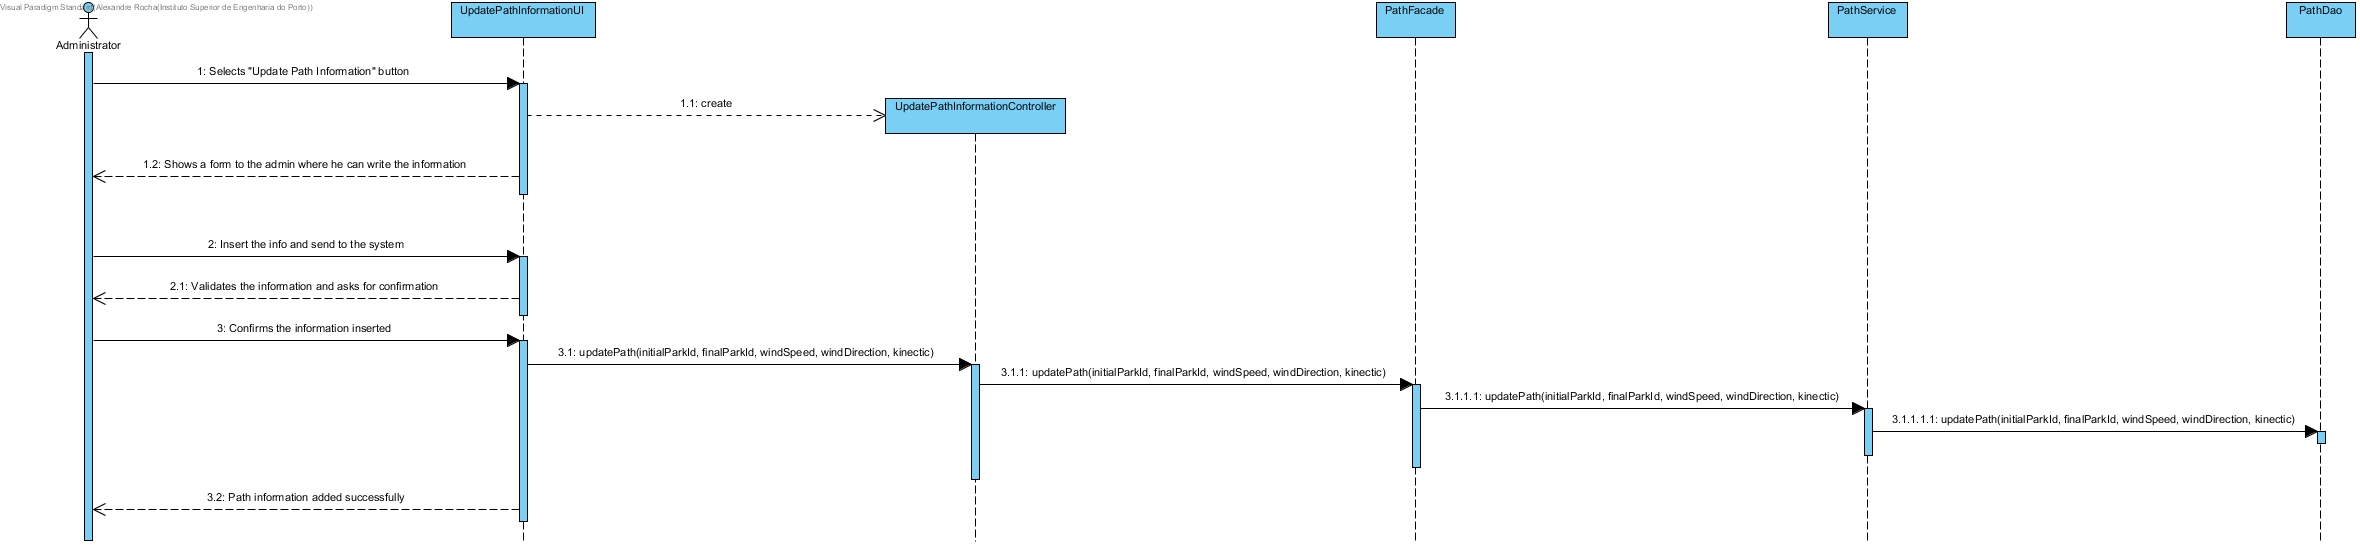 Visual Paradigm Standard(Alexandre Rocha(Instituto Superior de Engenharia do Porto))
UpdatePathInformationUI
PathFacade
PathService
PathDao
Administrator
1: Selects "Update Path Information" button
1.1: create
UpdatePathInformationController
1.2: Shows a form to the admin where he can write the information
2: Insert the info and send to the system
2.1: Validates the information and asks for confirmation
3: Confirms the information inserted
3.1: updatePath(initialParkId, finalParkId, windSpeed, windDirection, kinectic)
3.1.1: updatePath(initialParkId, finalParkId, windSpeed, windDirection, kinectic)
3.1.1.1: updatePath(initialParkId, finalParkId, windSpeed, windDirection, kinectic)
3.1.1.1.1: updatePath(initialParkId, finalParkId, windSpeed, windDirection, kinectic)
3.2: Path information added successfully